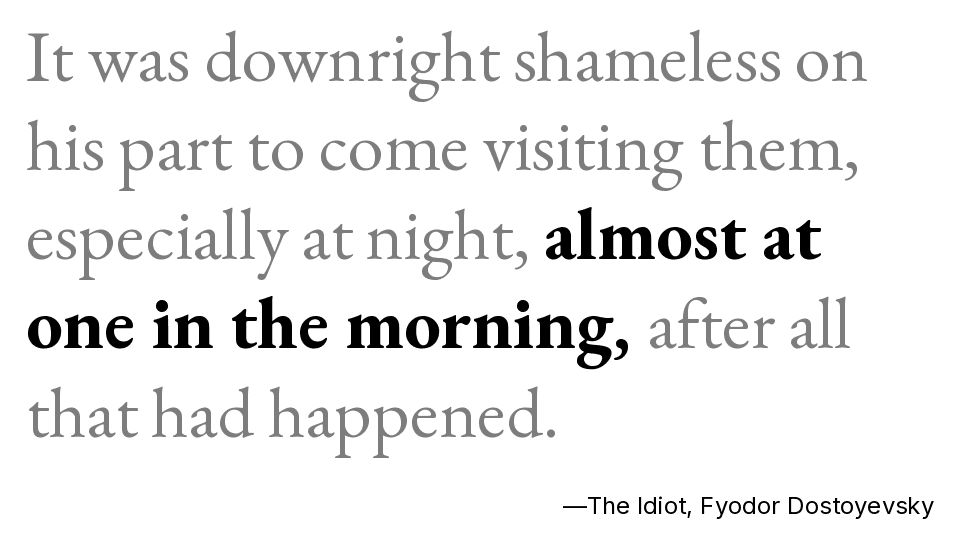 It was downright shameless on
his part to come visiting them,
especially at night, almost at
one in the morning, after all
that had happened.
—The Idiot, Fyodor Dostoyevsky